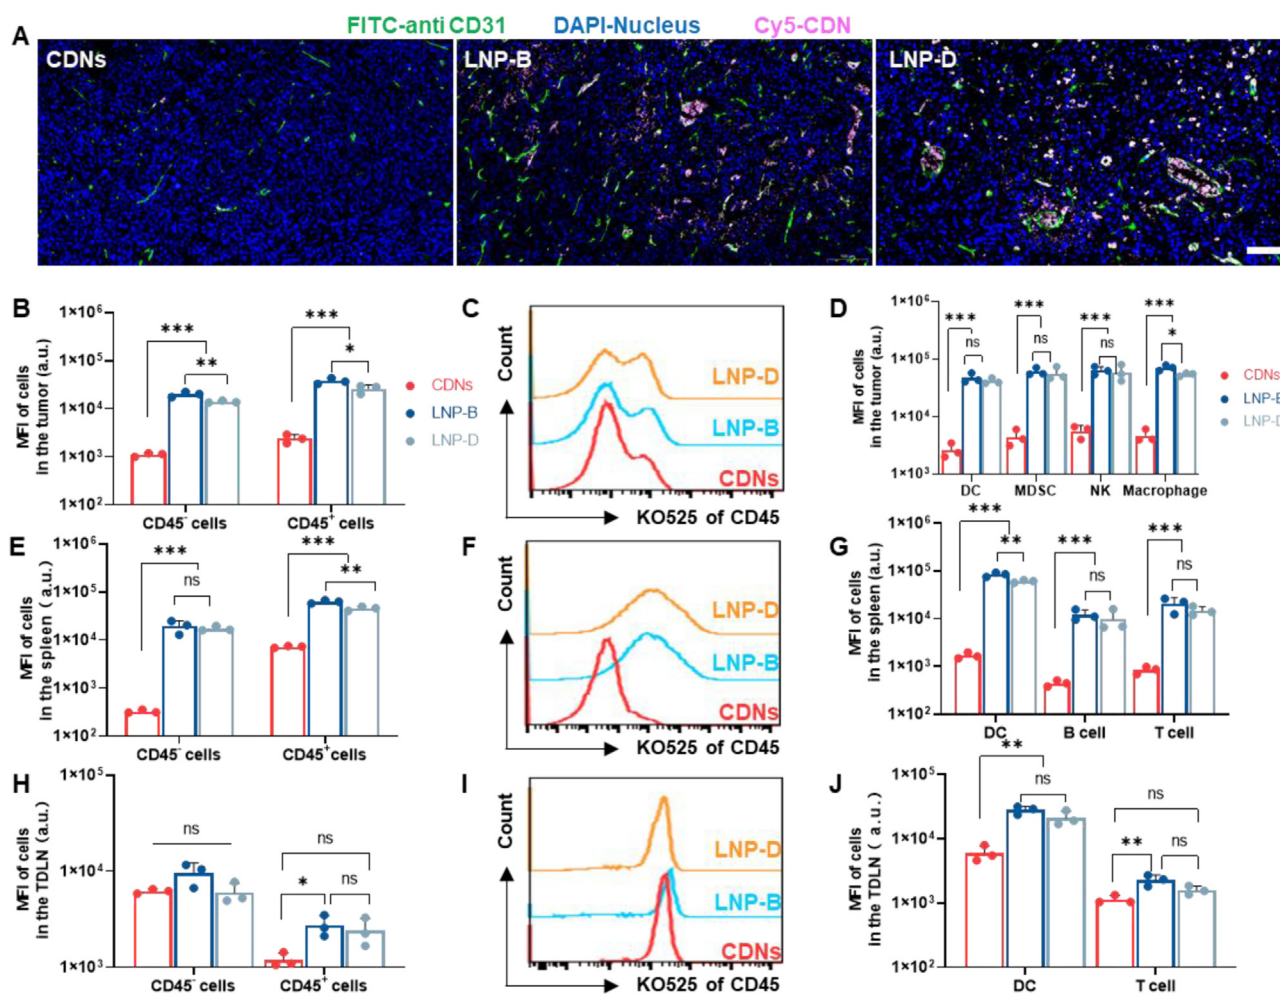 FITC-anti CD31 DAPI-Nucleus Cy5-CDN
A
CDNs
LNP-B
LNP-D
B
MFI of cells
in the tumor (a.u.)
1×10⁶
1×10⁵
1×10⁴
1×10³
1×10²
***
**
***
*
CD45⁻ cells
CD45⁺ cells
CDNs
LNP-B
LNP-D
C
Count
LNP-D
LNP-B
CDNs
KO525 of CD45
D
MFI of cells
in the tumor (a.u.)
1×10⁶
1×10⁵
1×10⁴
1×10³
***
ns
***
ns
***
ns
***
*
DC
MDSC
NK
Macrophage
CDNs
LNP-B
LNP-D
E
MFI of cells
in the spleen (a.u.)
1×10⁶
1×10⁵
1×10⁴
1×10³
1×10²
***
ns
***
**
CD45⁻ cells
CD45⁺ cells
F
Count
LNP-D
LNP-B
CDNs
KO525 of CD45
G
MFI of cells
in the spleen (a.u.)
1×10⁶
1×10⁵
1×10⁴
1×10³
1×10²
***
**
***
ns
***
ns
DC
B cell
T cell
H
MFI of cells
in the TDLN (a.u.)
1×10⁵
1×10⁴
1×10³
ns
ns
*
ns
CD45⁻ cells
CD45⁺ cells
I
Count
LNP-D
LNP-B
CDNs
KO525 of CD45
J
MFI of cells
in the TDLN ( a.u.)
1×10⁵
1×10⁴
1×10³
1×10²
**
ns
ns
**
ns
DC
T cell